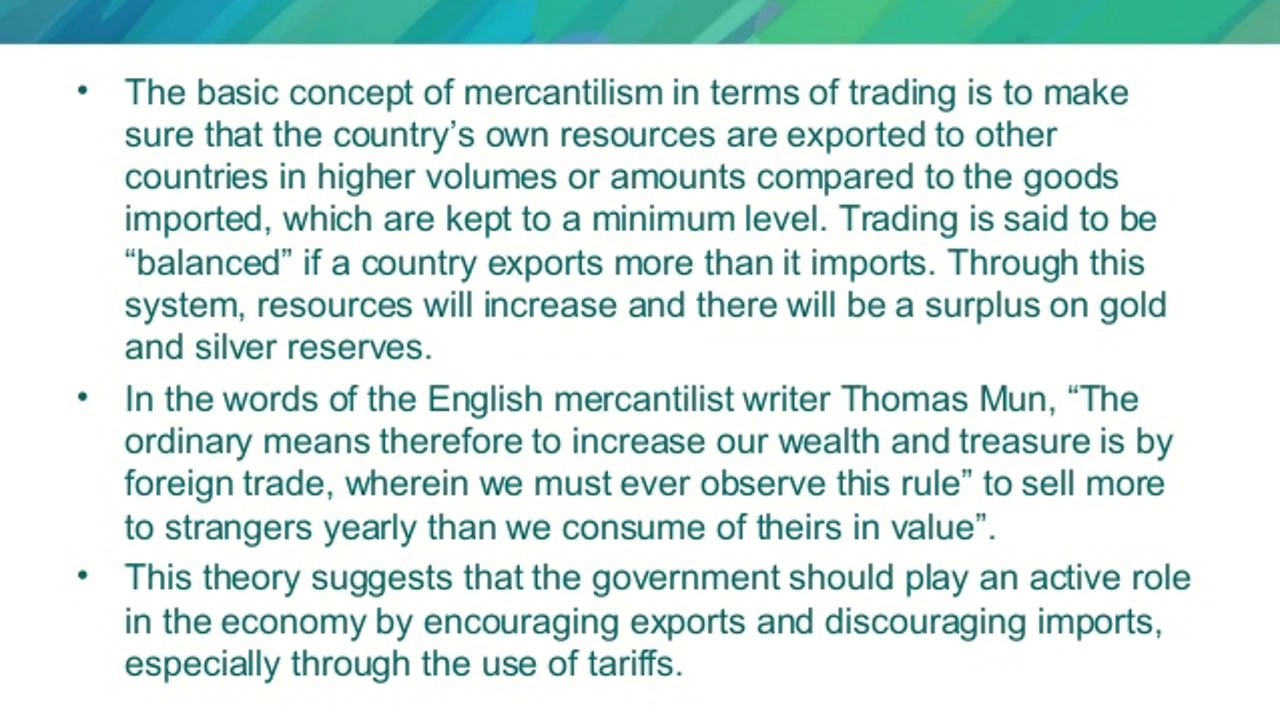 • The basic concept of mercantilism in terms of trading is to make
sure that the country’s own resources are exported to other
countries in higher volumes or amounts compared to the goods
imported, which are kept to a minimum level. Trading is said to be
“balanced” if a country exports more than it imports. Through this
system, resources will increase and there will be a surplus on gold
and silver reserves.
• In the words of the English mercantilist writer Thomas Mun, “The
ordinary means therefore to increase our wealth and treasure is by
foreign trade, wherein we must ever observe this rule” to sell more
to strangers yearly than we consume of theirs in value”.
• This theory suggests that the government should play an active role
in the economy by encouraging exports and discouraging imports,
especially through the use of tariffs.